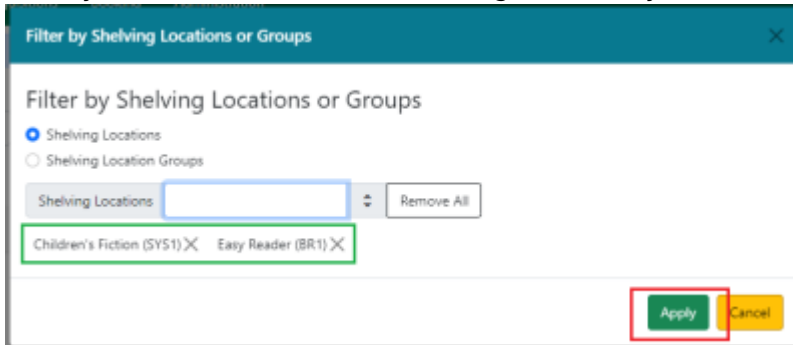 Filter by Shelving Locations or Groups
Filter by Shelving Locations or Groups
Shelving Locations
Shelving Location Groups
Shelving Locations Remove All
Children's Fiction (SYS1) Easy Reader (BR1)
Apply Cancel